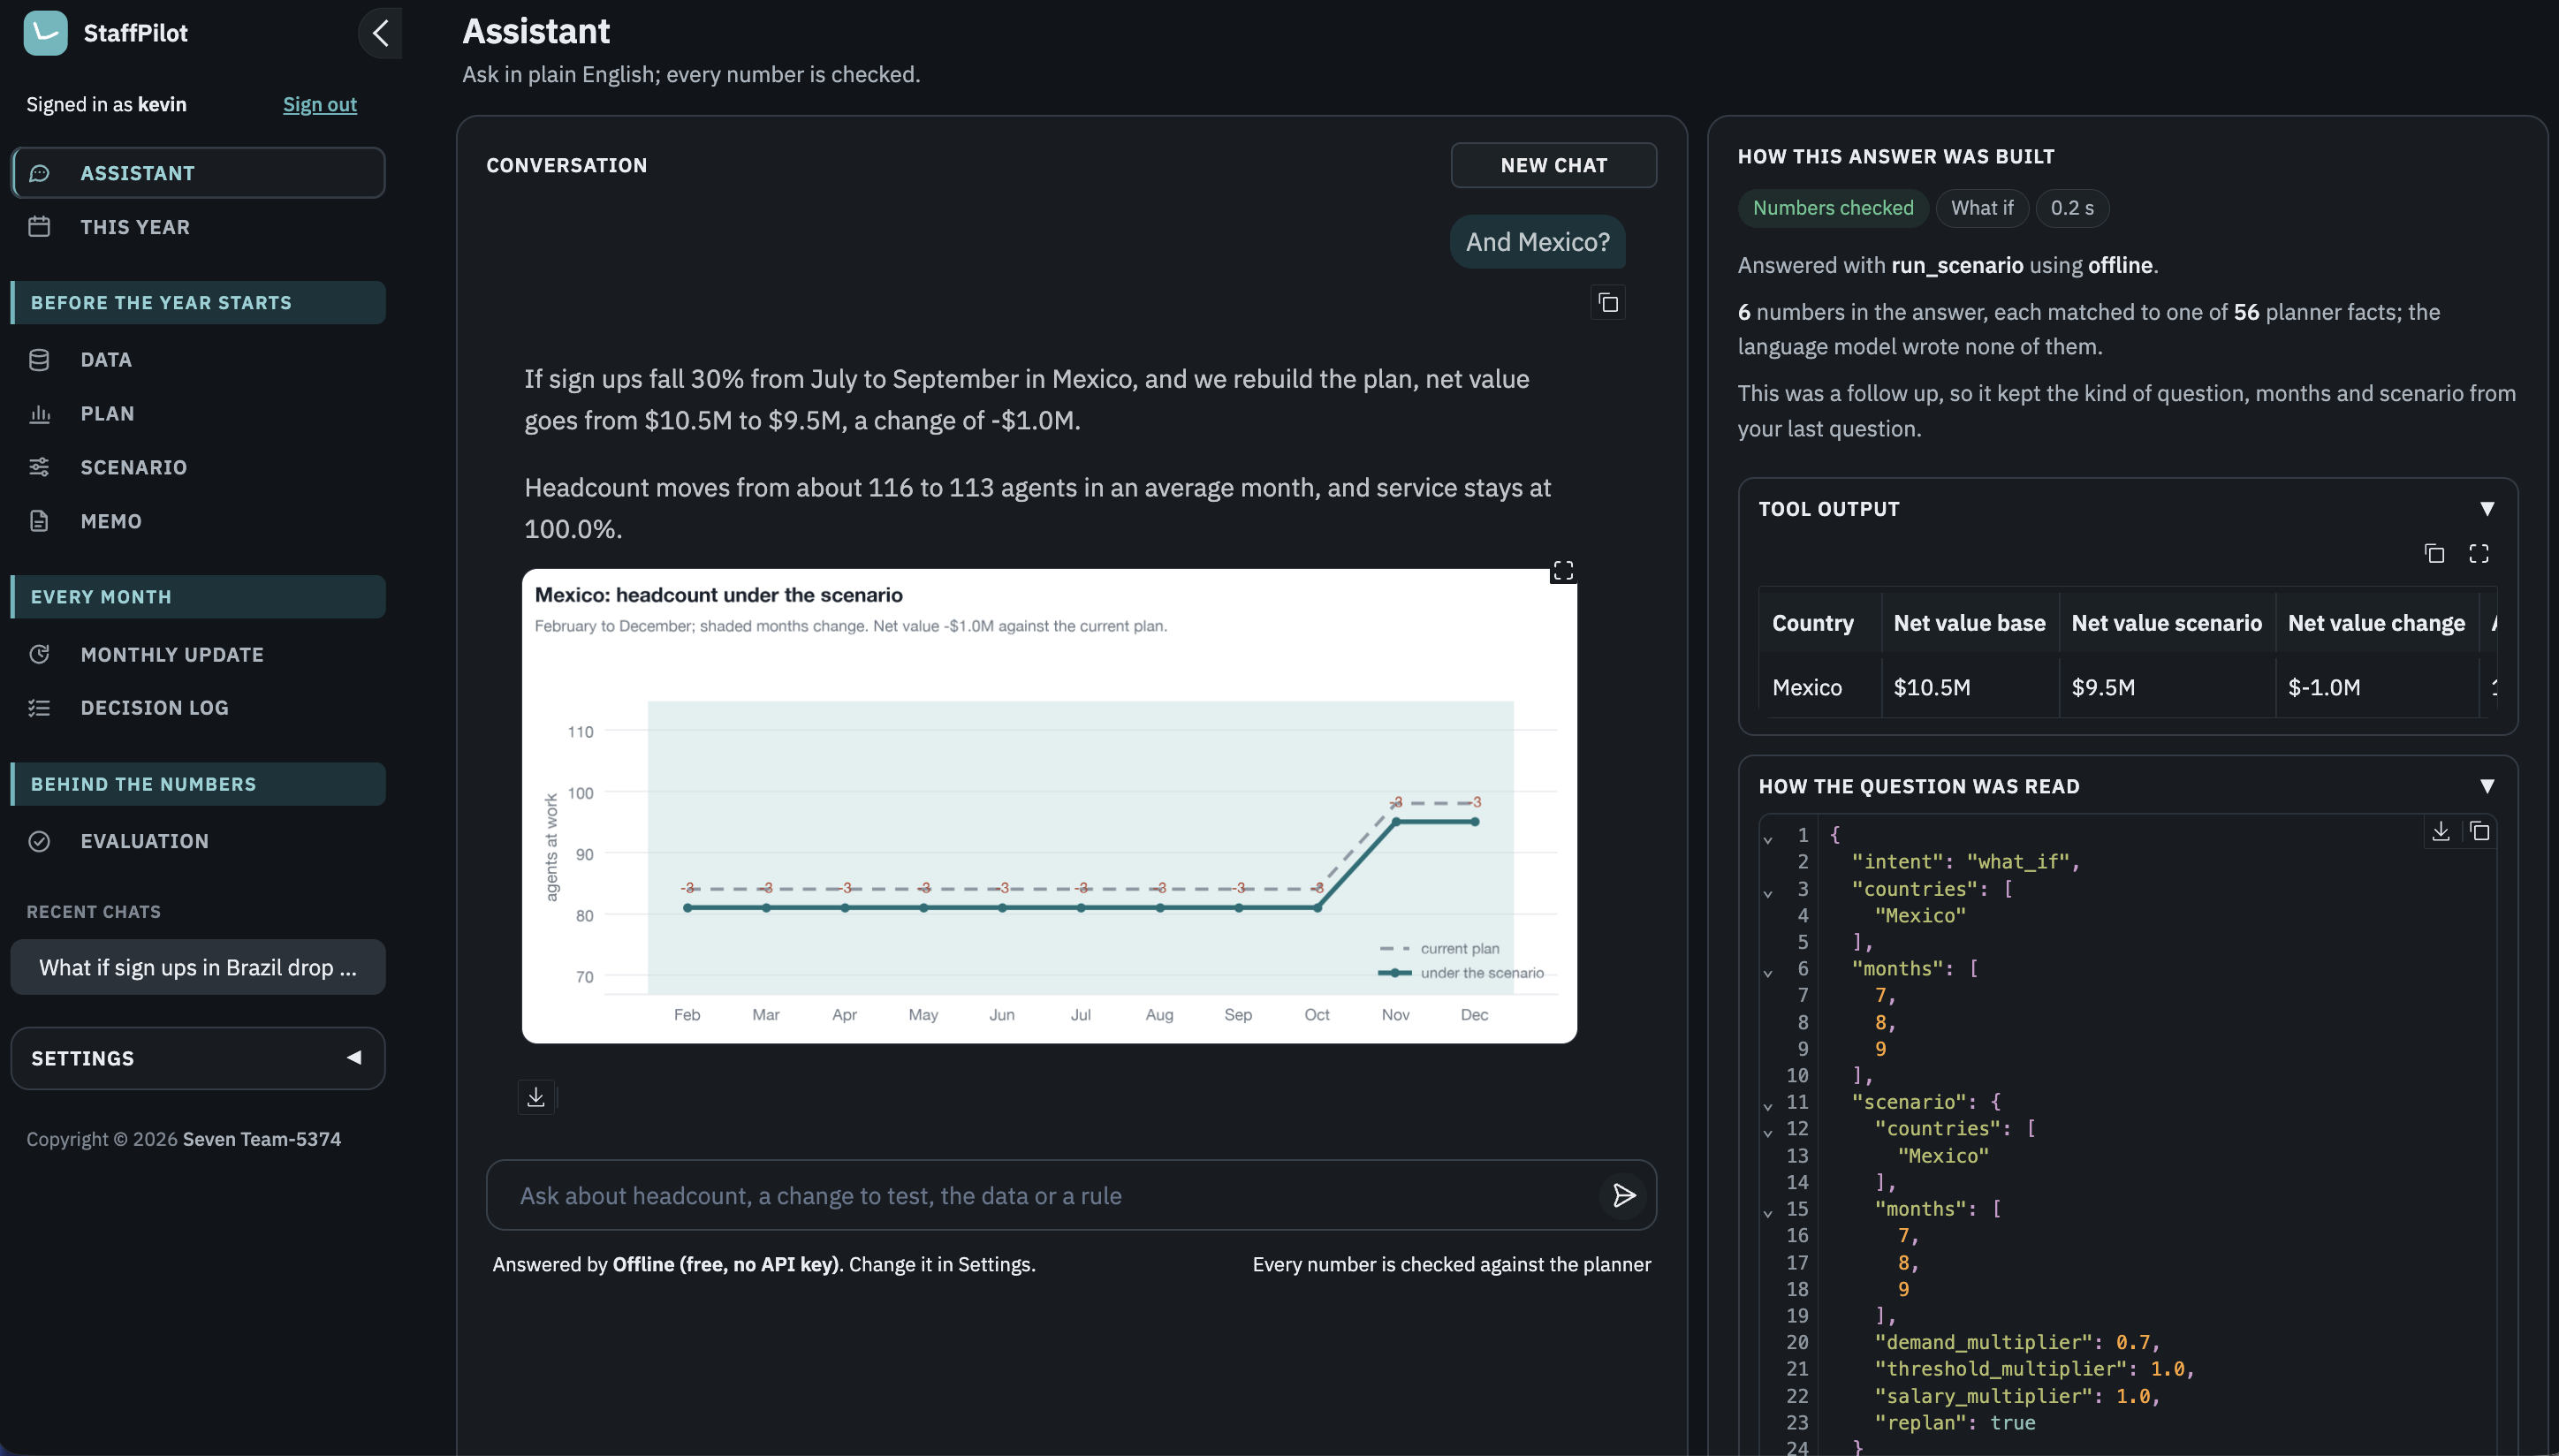 StaffPilot
Signed in as kevin
Sign out
ASSISTANT
THIS YEAR
BEFORE THE YEAR STARTS
DATA
PLAN
SCENARIO
MEMO
EVERY MONTH
MONTHLY UPDATE
DECISION LOG
BEHIND THE NUMBERS
EVALUATION
RECENT CHATS
What if sign ups in Brazil drop ...
SETTINGS
Copyright © 2026 Seven Team-5374
Assistant
Ask in plain English; every number is checked.
CONVERSATION
NEW CHAT
And Mexico?
If sign ups fall 30% from July to September in Mexico, and we rebuild the plan, net value
goes from $10.5M to $9.5M, a change of -$1.0M.
Headcount moves from about 116 to 113 agents in an average month, and service stays at
100.0%.
Mexico: headcount under the scenario
February to December; shaded months change. Net value -$1.0M against the current plan.
agents at work
110
100
90
80
70
-3 -3
-3 -3 -3 -3 -3 -3 -3 -3 -3
current plan
under the scenario
Feb Mar Apr May Jun Jul Aug Sep Oct Nov Dec
Ask about headcount, a change to test, the data or a rule
Answered by Offline (free, no API key). Change it in Settings.
Every number is checked against the planner
HOW THIS ANSWER WAS BUILT
Numbers checked
What if
0.2 s
Answered with run_scenario using offline.
6 numbers in the answer, each matched to one of 56 planner facts; the
language model wrote none of them.
This was a follow up, so it kept the kind of question, months and scenario from
your last question.
TOOL OUTPUT
Country Net value base Net value scenario Net value change
Mexico $10.5M $9.5M $-1.0M
HOW THE QUESTION WAS READ
1 {
2 "intent": "what_if",
3 "countries": [
4 "Mexico"
5 ],
6 "months": [
7 7,
8 8,
9 9
10 ],
11 "scenario": {
12 "countries": [
13 "Mexico"
14 ],
15 "months": [
16 7,
17 8,
18 9
19 ],
20 "demand_multiplier": 0.7,
21 "threshold_multiplier": 1.0,
22 "salary_multiplier": 1.0,
23 "replan": true
24 }